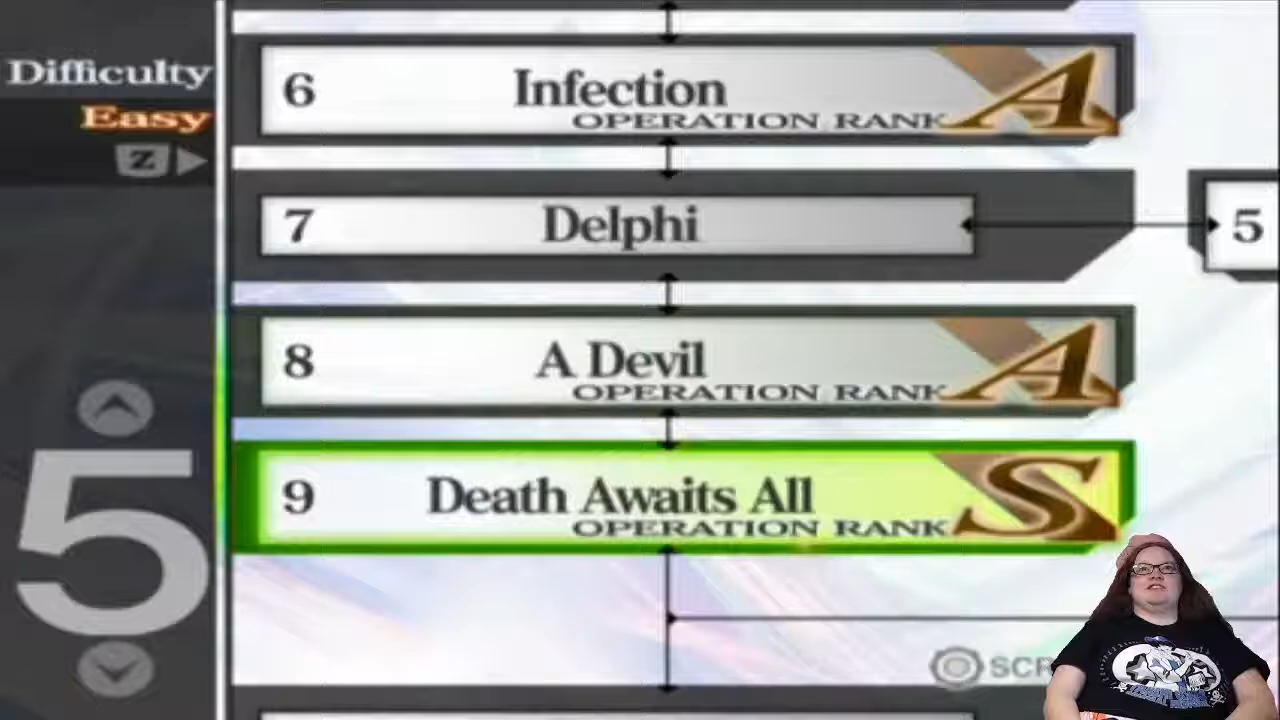 Difficulty
Easy
Z
6 Infection
OPERATION RANK A
7 Delphi
5
8 A Devil
OPERATION RANK A
9 Death Awaits All
OPERATION RANK S
5
SCR